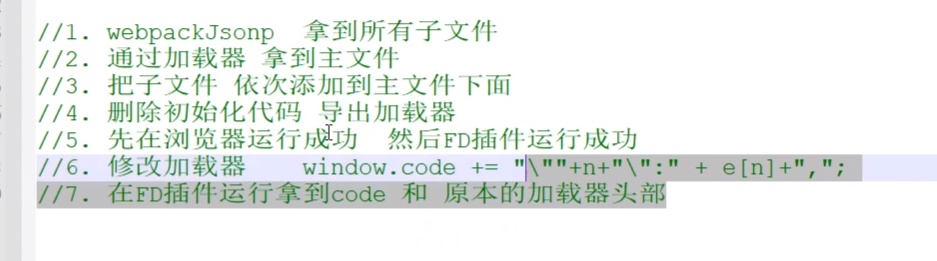 //1. webpackJsonp  拿到所有子文件
//2. 通过加载器 拿到主文件
//3. 把子文件 依次添加到主文件下面
//4. 删除初始化代码 导出加载器
//5. 先在浏览器运行成功  然后FD插件运行成功
//6. 修改加载器    window.code += "\""+n+"\":" + e[n]+",";
//7. 在FD插件运行拿到code 和 原本的加载器头部